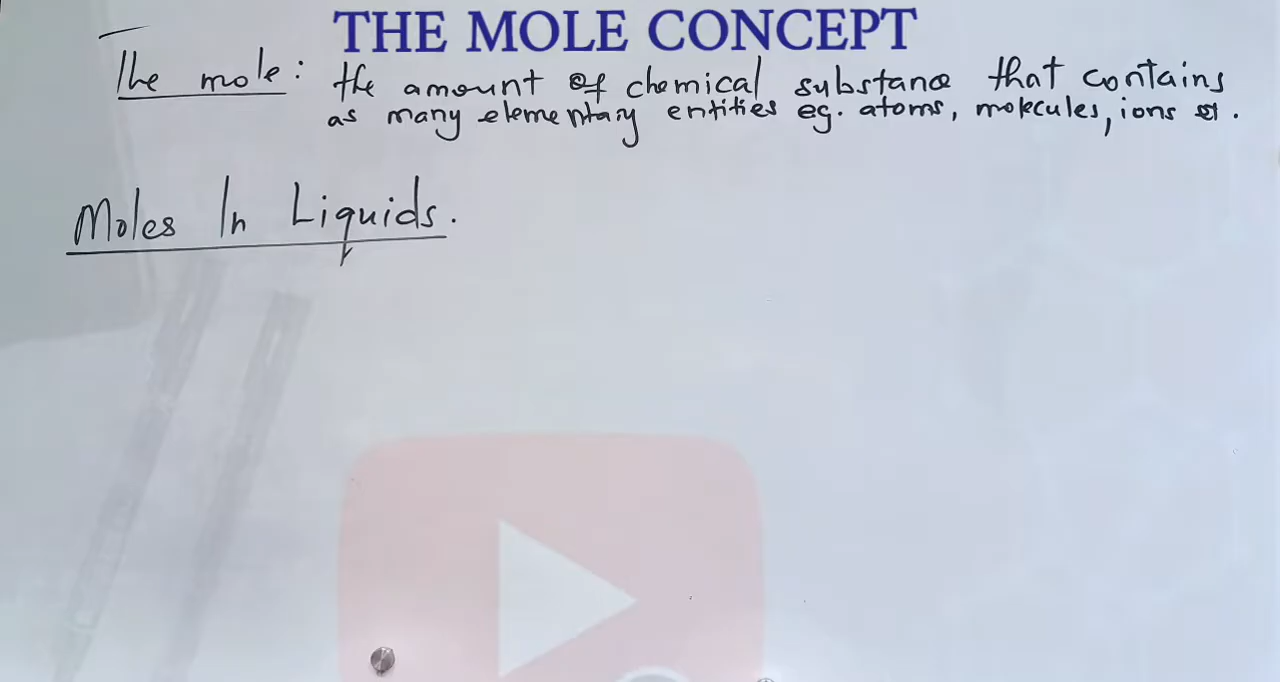 THE MOLE CONCEPT
The mole: the amount of chemical substance that contains
as many elementary entities eg. atoms, molecules, ions
Moles In Liquids.